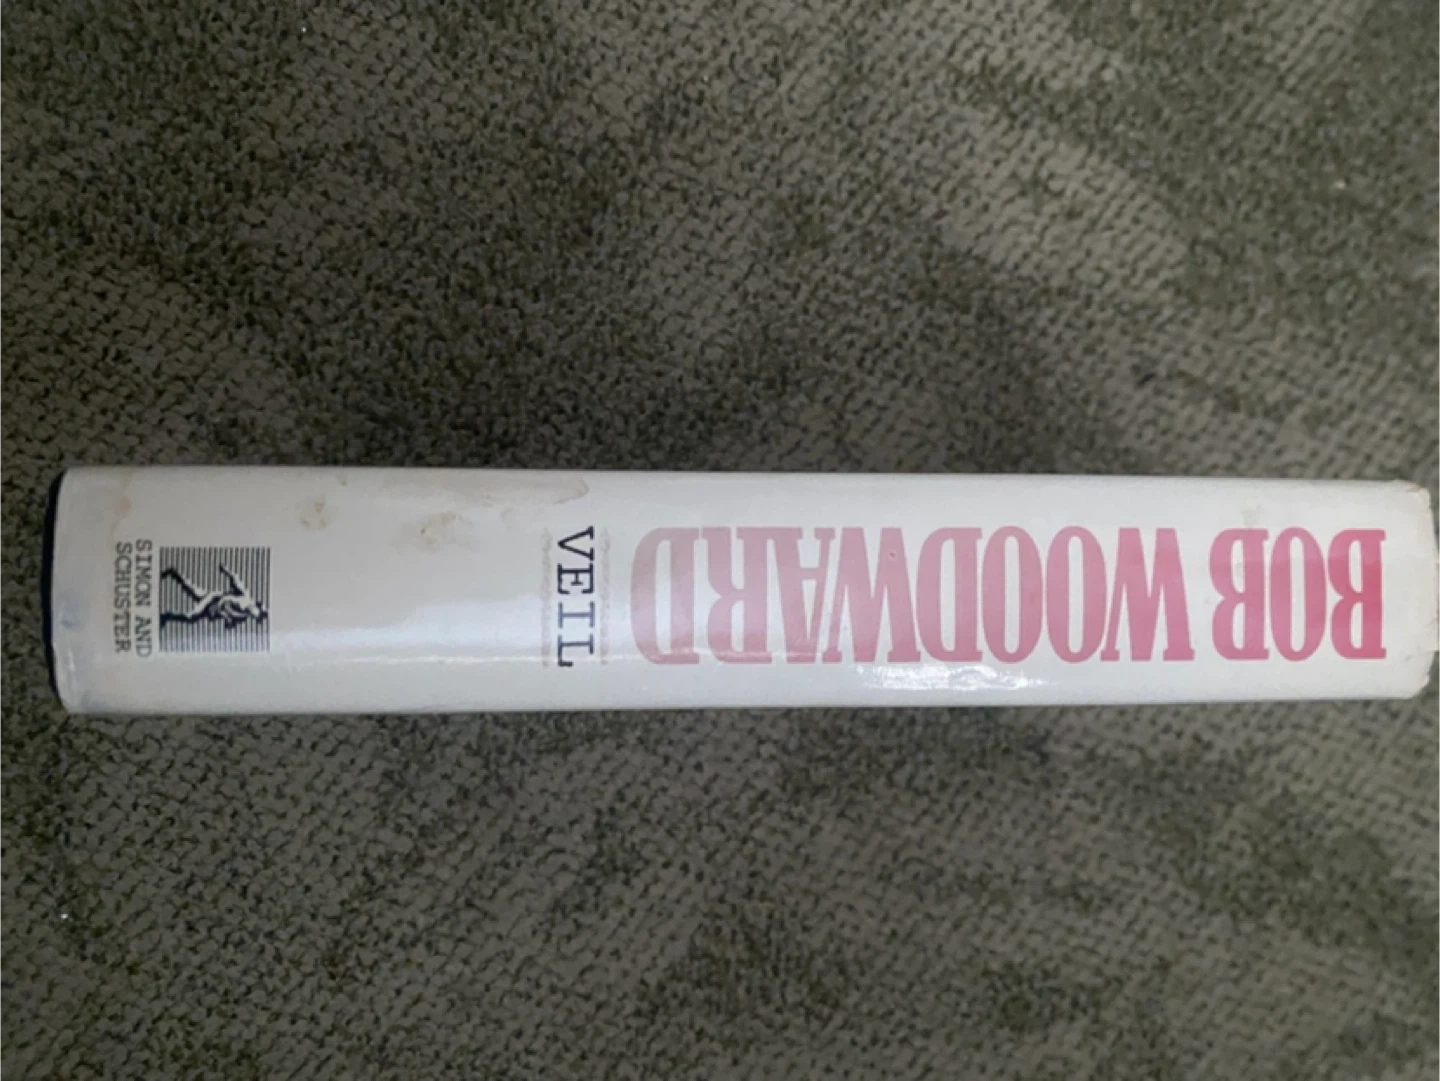 BOB WOODWARD
VEIL
SIMON AND
SCHUSTER